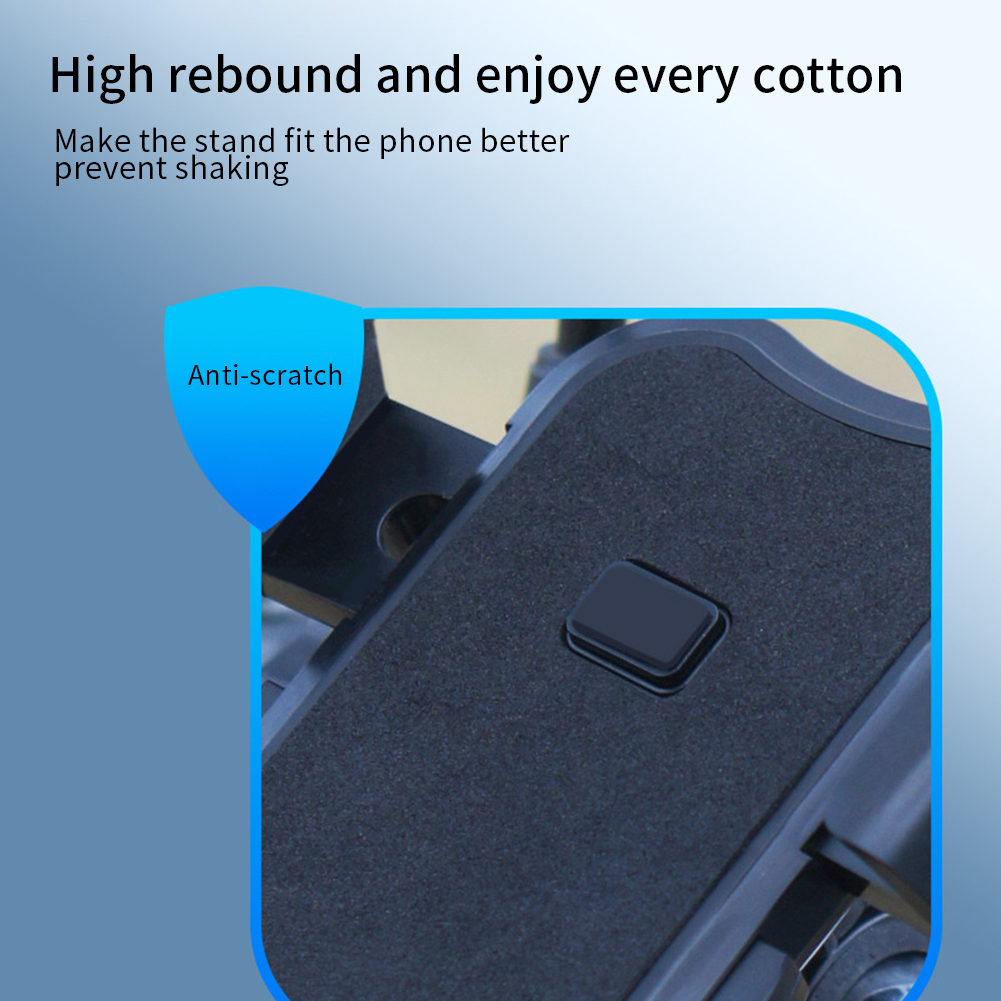 High rebound and enjoy every cotton
Make the stand fit the phone better
prevent shaking
Anti-scratch